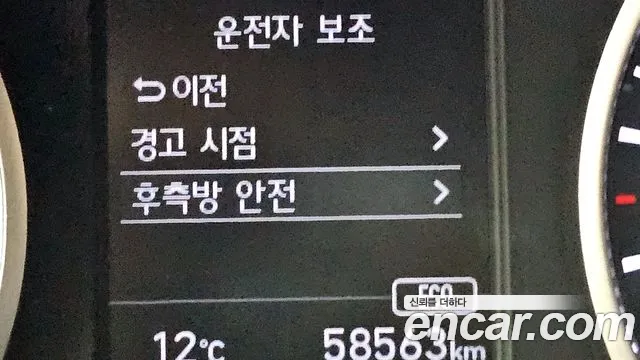 운전자 보조
이전
경고 시점
후측방 안전
ECO
신뢰를 더하다
12°C 58563km
encar.com